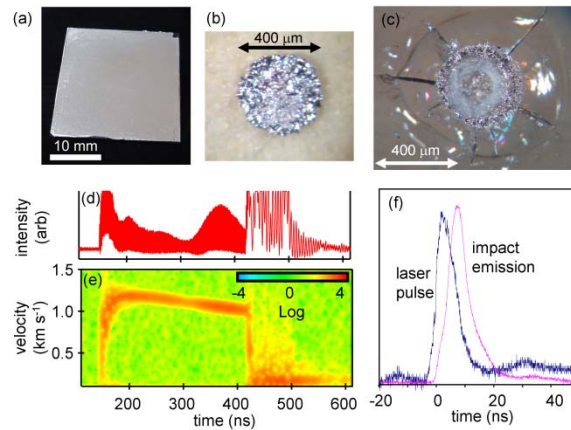 (a)
10 mm
(b)
400 μm
(c)
400 μm
(d)
intensity
(arb)
(e)
1.5
1.0
0.5
velocity
(km s⁻¹)
-4 0 4
Log
200 300 400 500 600
time (ns)
(f)
laser
pulse
impact
emission
-20 0 20 40
time (ns)